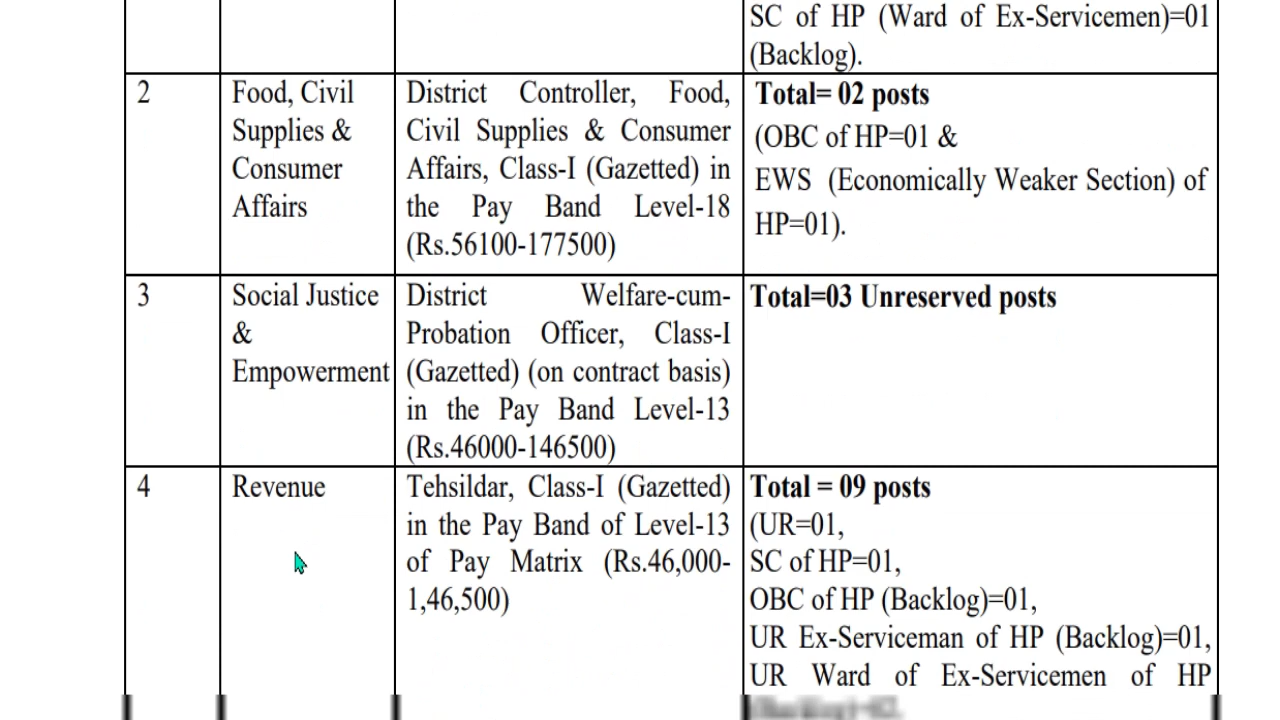 SC of HP (Ward of Ex-Servicemen)=01
(Backlog).
2
Food, Civil
Supplies &
Consumer
Affairs
District Controller, Food,
Civil Supplies & Consumer
Affairs, Class-I (Gazetted) in
the Pay Band Level-18
(Rs.56100-177500)
Total= 02 posts
(OBC of HP=01 &
EWS (Economically Weaker Section) of
HP=01).
3
Social Justice
&
Empowerment
District Welfare-cum-
Probation Officer, Class-I
(Gazetted) (on contract basis)
in the Pay Band Level-13
(Rs.46000-146500)
Total=03 Unreserved posts
4
Revenue
Tehsildar, Class-I (Gazetted)
in the Pay Band of Level-13
of Pay Matrix (Rs.46,000-
1,46,500)
Total = 09 posts
(UR=01,
SC of HP=01,
OBC of HP (Backlog)=01,
UR Ex-Serviceman of HP (Backlog)=01,
UR Ward of Ex-Servicemen of HP